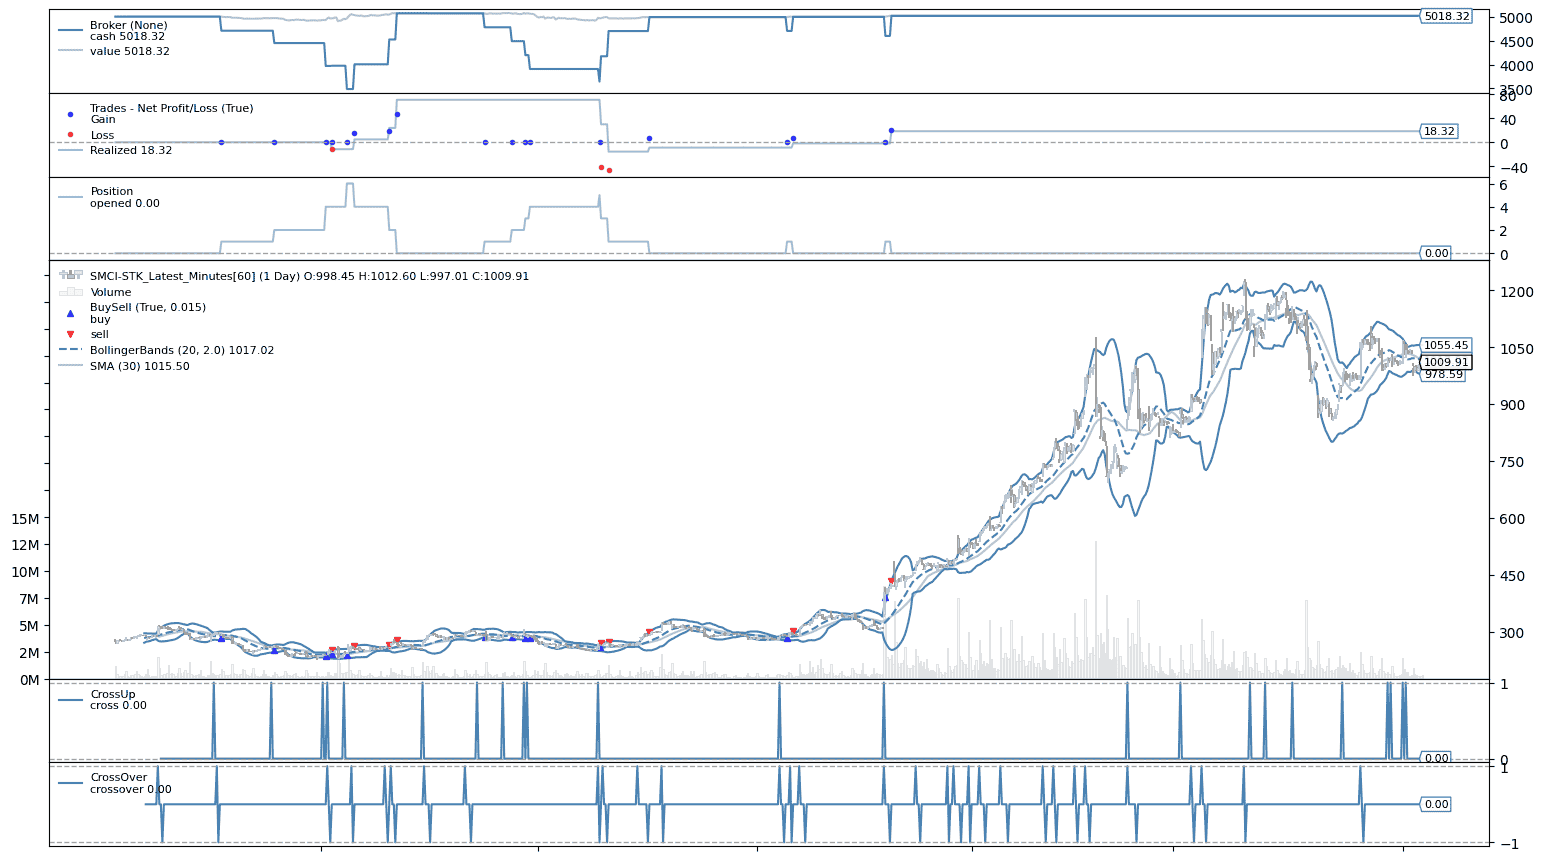 Broker (None)
cash 5018.32
value 5018.32
5018.32
5000
4500
4000
3500
Trades - Net Profit/Loss (True)
Gain
Loss
Realized 18.32
80
40
18.32
0
−40
Position
opened 0.00
6
4
2
0.00
0
SMCI-STK_Latest_Minutes[60] (1 Day) O:998.45 H:1012.60 L:997.01 C:1009.91
Volume
BuySell (True, 0.015)
buy
sell
BollingerBands (20, 2.0) 1017.02
SMA (30) 1015.50
1200
1055.45
1050
1009.91
978.59
900
750
600
450
300
15M
12M
10M
7M
5M
2M
0M
CrossUp
cross 0.00
1
0.00
0
CrossOver
crossover 0.00
1
0.00
−1